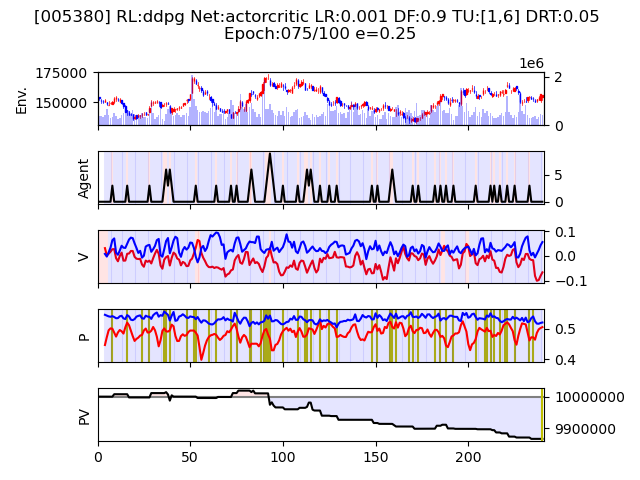 [005380] RL:ddpg Net:actorcritic LR:0.001 DF:0.9 TU:[1,6] DRT:0.05
Epoch:075/100 e=0.25
1e6
175000
150000
Env.
2
0
Agent
5
0
V
0.1
0.0
−0.1
P
0.5
0.4
PV
10000000
9900000
0
50
100
150
200